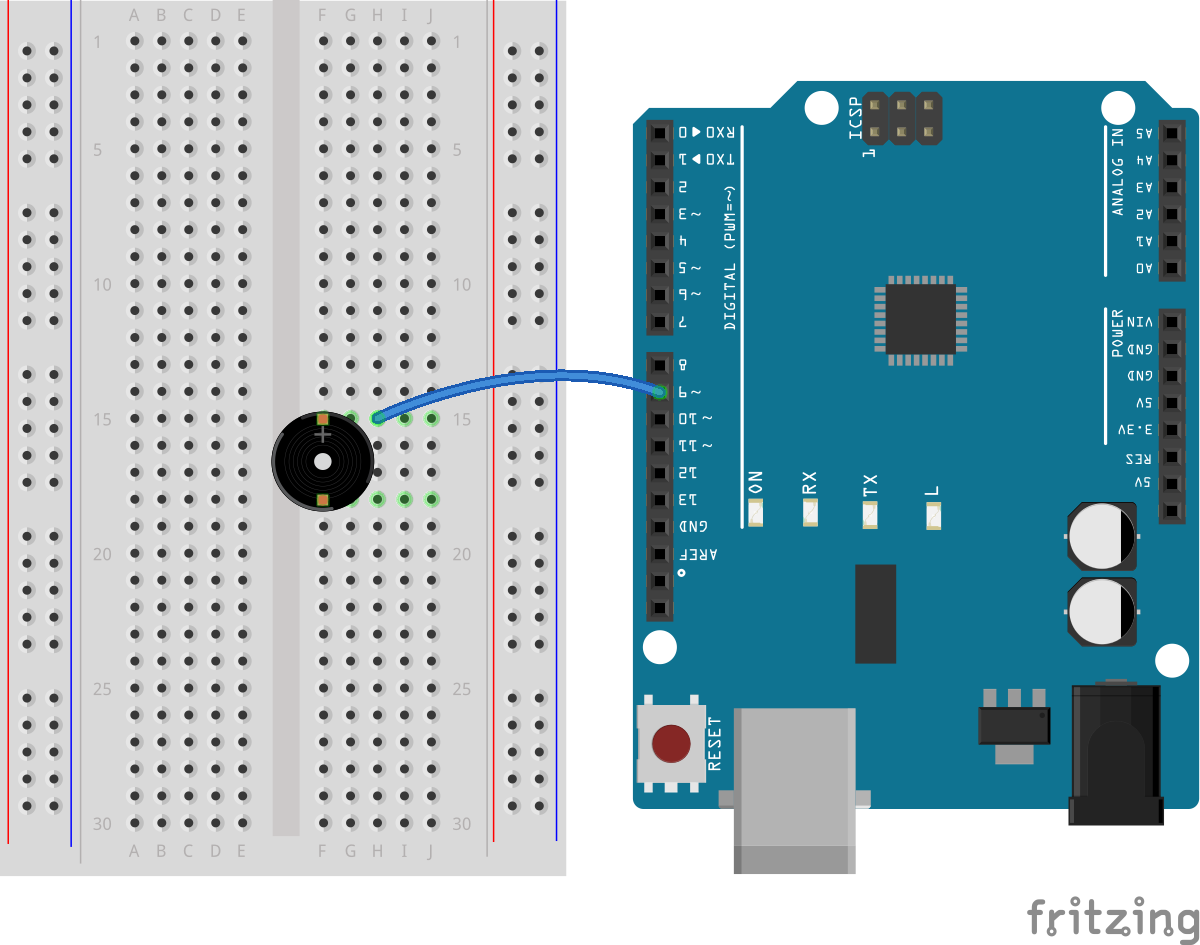 A B C D E F G H I J
1 1
5 5
10 10
15 15
20 20
25 25
30 30
A B C D E F G H I J
+
ICSP
1
RX0 ▶ 0
TX0 ▶ 1
2
~ 3
4
~ 5
~ 6
7
8
~ 9
~ 10
~ 11
12
13
GND
AREF
DIGITAL (PWM=~)
ANALOG IN
A5
A4
A3
A2
A1
A0
POWER
VIN
GND
GND
5V
3.3V
RES
5V
ON
RX
TX
L
RESET
fritzing